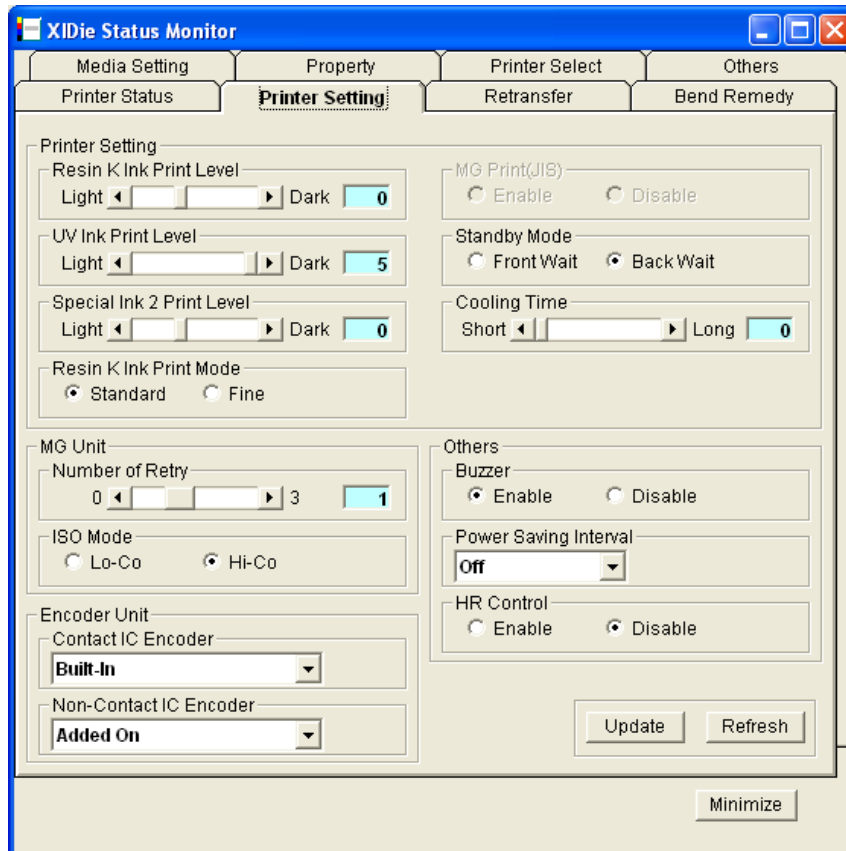 XIDie Status Monitor
Media Setting Property Printer Select Others
Printer Status Printer Setting Retransfer Bend Remedy
Printer Setting
Resin K Ink Print Level
Light Dark 0
UV Ink Print Level
Light Dark 5
Special Ink 2 Print Level
Light Dark 0
Resin K Ink Print Mode
Standard Fine
MG Print(JIS)
Enable Disable
Standby Mode
Front Wait Back Wait
Cooling Time
Short Long 0
MG Unit
Number of Retry
0 3 1
ISO Mode
Lo-Co Hi-Co
Encoder Unit
Contact IC Encoder
Built-In
Non-Contact IC Encoder
Added On
Others
Buzzer
Enable Disable
Power Saving Interval
Off
HR Control
Enable Disable
Update Refresh
Minimize